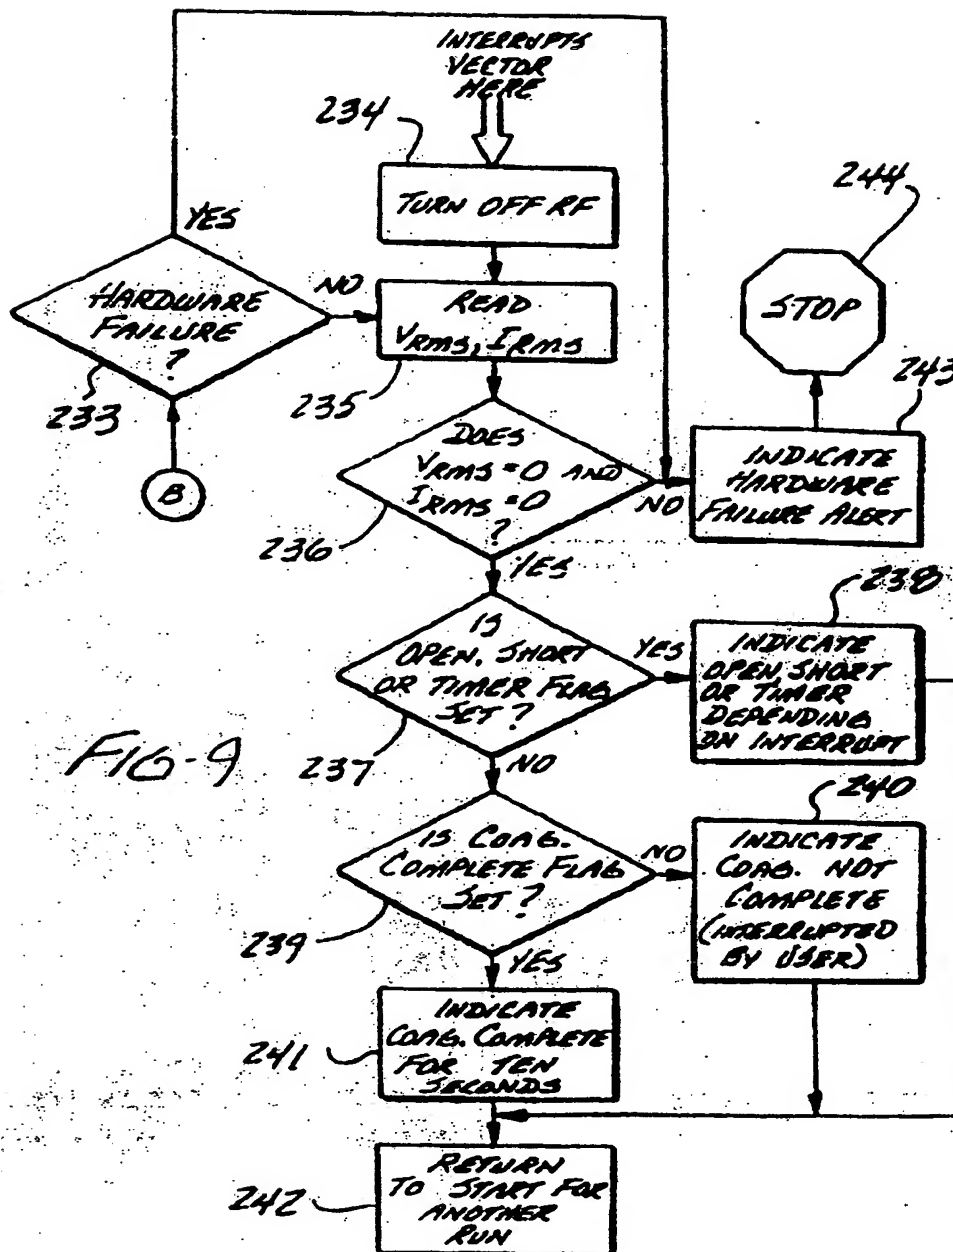 INTERRUPTS
VECTOR
HERE
234
TURN OFF RF
244
STOP
YES
HARDWARE
FAILURE
?
233
NO
READ
VRMS, IRMS
235
B
DOES
VRMS = 0 AND
IRMS = 0
?
236
NO
243
INDICATE
HARDWARE
FAILURE ALERT
YES
IS
OPEN, SHORT
OR TIMER FLAG
SET?
237
YES
238
INDICATE
OPEN, SHORT
OR TIMER
DEPENDING
ON INTERRUPT
FIG-9
NO
IS COAG.
COMPLETE FLAG
SET?
239
NO
240
INDICATE
COAG. NOT
COMPLETE
(INTERRUPTED
BY USER)
YES
INDICATE
COAG. COMPLETE
FOR TEN
SECONDS
241
RETURN
TO START FOR
ANOTHER
RUN
242